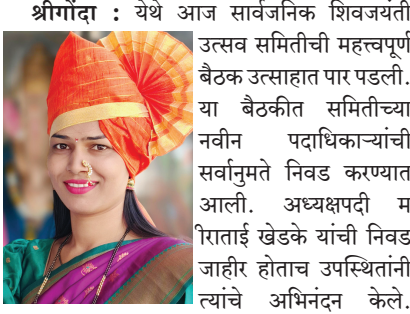 श्रीगोंदा : येथे आज सार्वजनिक शिवजयंती
उत्सव समितीची महत्त्वपूर्ण
बैठक उत्साहात पार पडली.
या बैठकीत समितीच्या
नवीन पदाधिकाऱ्यांची
सर्वानुमते निवड करण्यात
आली. अध्यक्षपदी म
ीराताई खेडके यांची निवड
जाहीर होताच उपस्थितांनी
त्यांचे अभिनंदन केले.